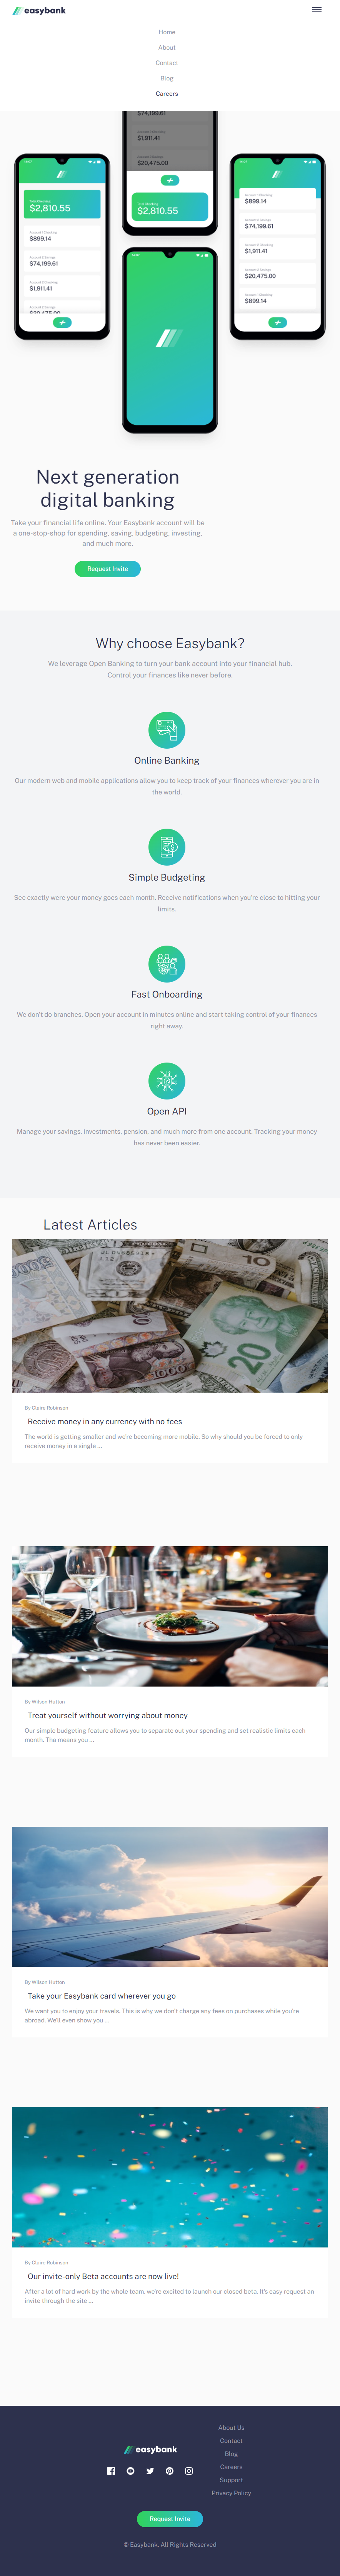 easybank
Home
About
Contact
Blog
Careers
$74,199.61
$1,911.41
$20,475.00
Total Checking
$2,810.55
Total Checking
$2,810.55
$899.14
$74,199.61
$1,911.41
$20,475.00
$899.14
$74,199.61
$1,911.41
$20,475.00
$899.14
Next generation
digital banking
Take your financial life online. Your Easybank account will be
a one-stop-shop for spending, saving, budgeting, investing,
and much more.
Request Invite
Why choose Easybank?
We leverage Open Banking to turn your bank account into your financial hub.
Control your finances like never before.
Online Banking
Our modern web and mobile applications allow you to keep track of your finances wherever you are in
the world.
Simple Budgeting
See exactly were your money goes each month. Receive notifications when you're close to hitting your
limits.
Fast Onboarding
We don't do branches. Open your account in minutes online and start taking control of your finances
right away.
Open API
Manage your savings, investments, pension, and much more from one account. Tracking your money
has never been easier.
Latest Articles
By Claire Robinson
Receive money in any currency with no fees
The world is getting smaller and we're becoming more mobile. So why should you be forced to only
receive money in a single ...
By Wilson Hutton
Treat yourself without worrying about money
Our simple budgeting feature allows you to separate out your spending and set realistic limits each
month. Ths means you ...
By Wilson Hutton
Take your Easybank card wherever you go
We want you to enjoy your travels. This is why we don't charge any fees on purchases while you're
abroad. We'll even show you ...
By Claire Robinson
Our invite-only Beta accounts are now live!
After a lot of hard work by the whole team, we're excited to launch our closed beta. It's easy request an
invite through the site ...
easybank
About Us
Contact
Blog
Careers
Support
Privacy Policy
Request Invite
© Easybank. All Rights Reserved